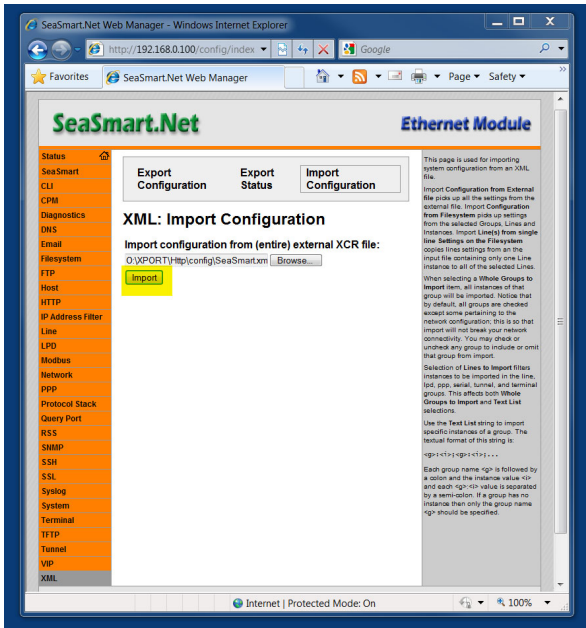 SeaSmart.Net Web Manager - Windows Internet Explorer
http://192.168.0.100/config/index
Google
Favorites
SeaSmart.Net Web Manager
Page
Safety
»
SeaSmart.Net
Ethernet Module
Status
SeaSmart
CLI
CPM
Diagnostics
DNS
Email
Filesystem
FTP
Host
HTTP
IP Address Filter
Line
LPD
Modbus
Network
PPP
Protocol Stack
Query Port
RSS
SNMP
SSH
SSL
Syslog
System
Terminal
TFTP
Tunnel
VIP
XML
Export
Configuration
Export
Status
Import
Configuration
XML: Import Configuration
Import configuration from (entire) external XCR file:
O:\XPORT\Http\config\SeaSmart.xm
Browse...
Import
This page is used for importing
system configuration from an XML
file.
Import Configuration from External
file picks up all the settings from the
external file. Import Configuration
from Filesystem picks up settings
from the selected Groups, Lines and
Instances. Import Line(s) from single
line Settings on the Filesystem
copies lines settings from an the
input file containing only one Line
instance to all of the selected Lines.
When selecting a Whole Groups to
Import item, all instances of that
group will be imported. Notice that
by default, all groups are checked
except some pertaining to the
network configuration; this is so that
import will not break your network
connectivity. You may check or
uncheck any group to include or omit
that group from import.
Selection of Lines to Import filters
instances to be imported in the line,
lpd, ppp, serial, tunnel, and terminal
groups. This affects both Whole
Groups to Import and Text List
selections.
Use the Text List string to import
specific instances of a group. The
textual format of this string is:
<g>:<i>;<g>:<i>;...
Each group name <g> is followed by
a colon and the instance value <i>
and each <g>:<i> value is separated
by a semi-colon. If a group has no
instance then only the group name
<g> should be specified.
Internet | Protected Mode: On
100%